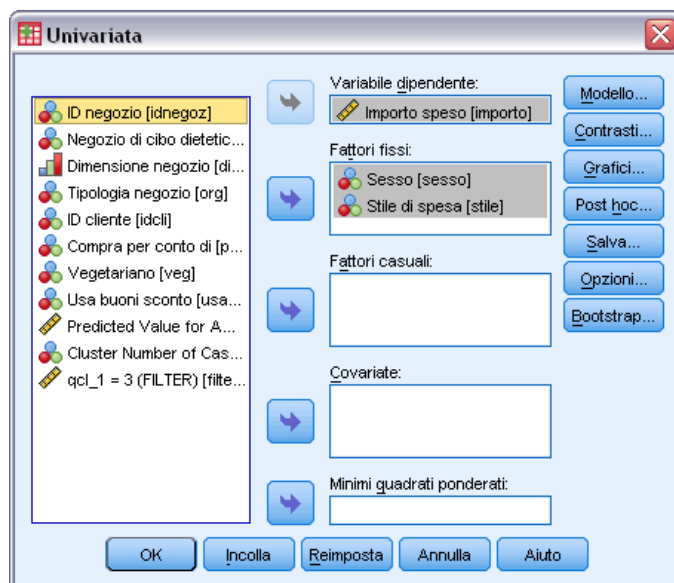 Univariata
ID negozio [idnegoz]
Negozio di cibo dietetic...
Dimensione negozio [di...
Tipologia negozio [org]
ID cliente [idcli]
Compra per conto di [p...
Vegetariano [veg]
Usa buoni sconto [usa...
Predicted Value for A...
Cluster Number of Cas...
qcl_1 = 3 (FILTER) [filte...
Variabile dipendente:
Importo speso [importo]
Fattori fissi:
Sesso [sesso]
Stile di spesa [stile]
Fattori casuali:
Covariate:
Minimi quadrati ponderati:
Modello...
Contrasti...
Grafici...
Post hoc...
Salva...
Opzioni...
Bootstrap...
OK
Incolla
Reimposta
Annulla
Aiuto